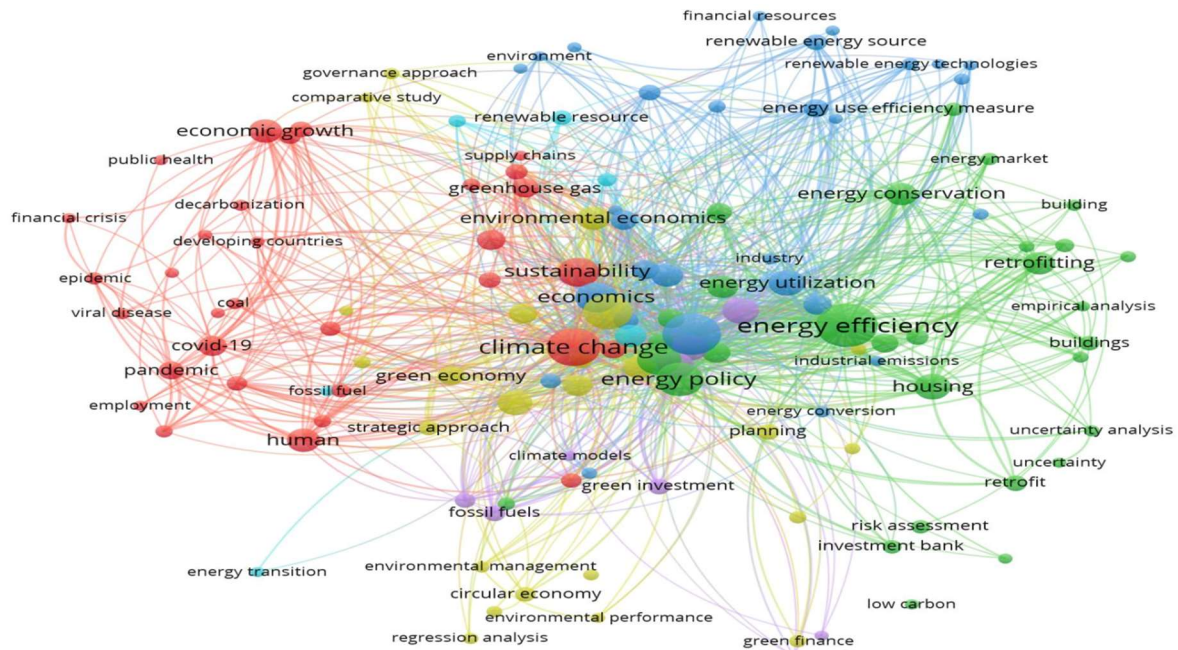 financial resources
renewable energy source
environment
renewable energy technologies
governance approach
comparative study
energy use efficiency measure
renewable resource
economic growth
public health
supply chains
energy market
greenhouse gas
energy conservation
decarbonization
building
financial crisis
environmental economics
developing countries
industry
retrofitting
epidemic
sustainability
energy utilization
economics
coal
viral disease
empirical analysis
energy efficiency
covid-19
climate change
buildings
industrial emissions
pandemic
green economy
energy policy
housing
fossil fuel
employment
energy conversion
strategic approach
planning
uncertainty analysis
human
climate models
uncertainty
green investment
retrofit
fossil fuels
risk assessment
investment bank
environmental management
energy transition
circular economy
low carbon
environmental performance
regression analysis
green finance